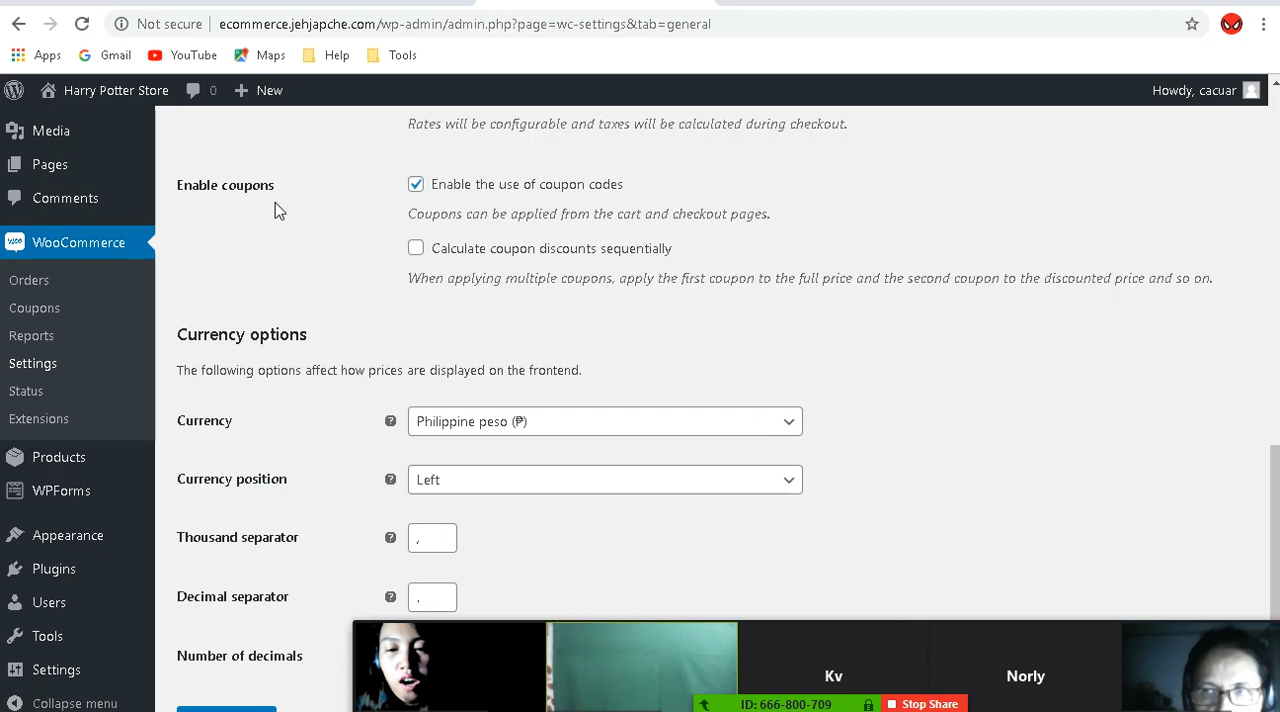 Not secure ecommerce.jehjapche.com/wp-admin/admin.php?page=wc-settings&tab=general
Apps Gmail YouTube Maps Help Tools
Harry Potter Store 0 New Howdy, cacuar
Media
Pages
Comments
WooCommerce
Orders
Coupons
Reports
Settings
Status
Extensions
Products
WPForms
Appearance
Plugins
Users
Tools
Settings
Collapse menu
Rates will be configurable and taxes will be calculated during checkout.
Enable coupons
Enable the use of coupon codes
Coupons can be applied from the cart and checkout pages.
Calculate coupon discounts sequentially
When applying multiple coupons, apply the first coupon to the full price and the second coupon to the discounted price and so on.
Currency options
The following options affect how prices are displayed on the frontend.
Currency ? Philippine peso (₱)
Currency position ? Left
Thousand separator ? ,
Decimal separator ? .
Number of decimals
Kv
Norly
ID: 666-800-709 Stop Share